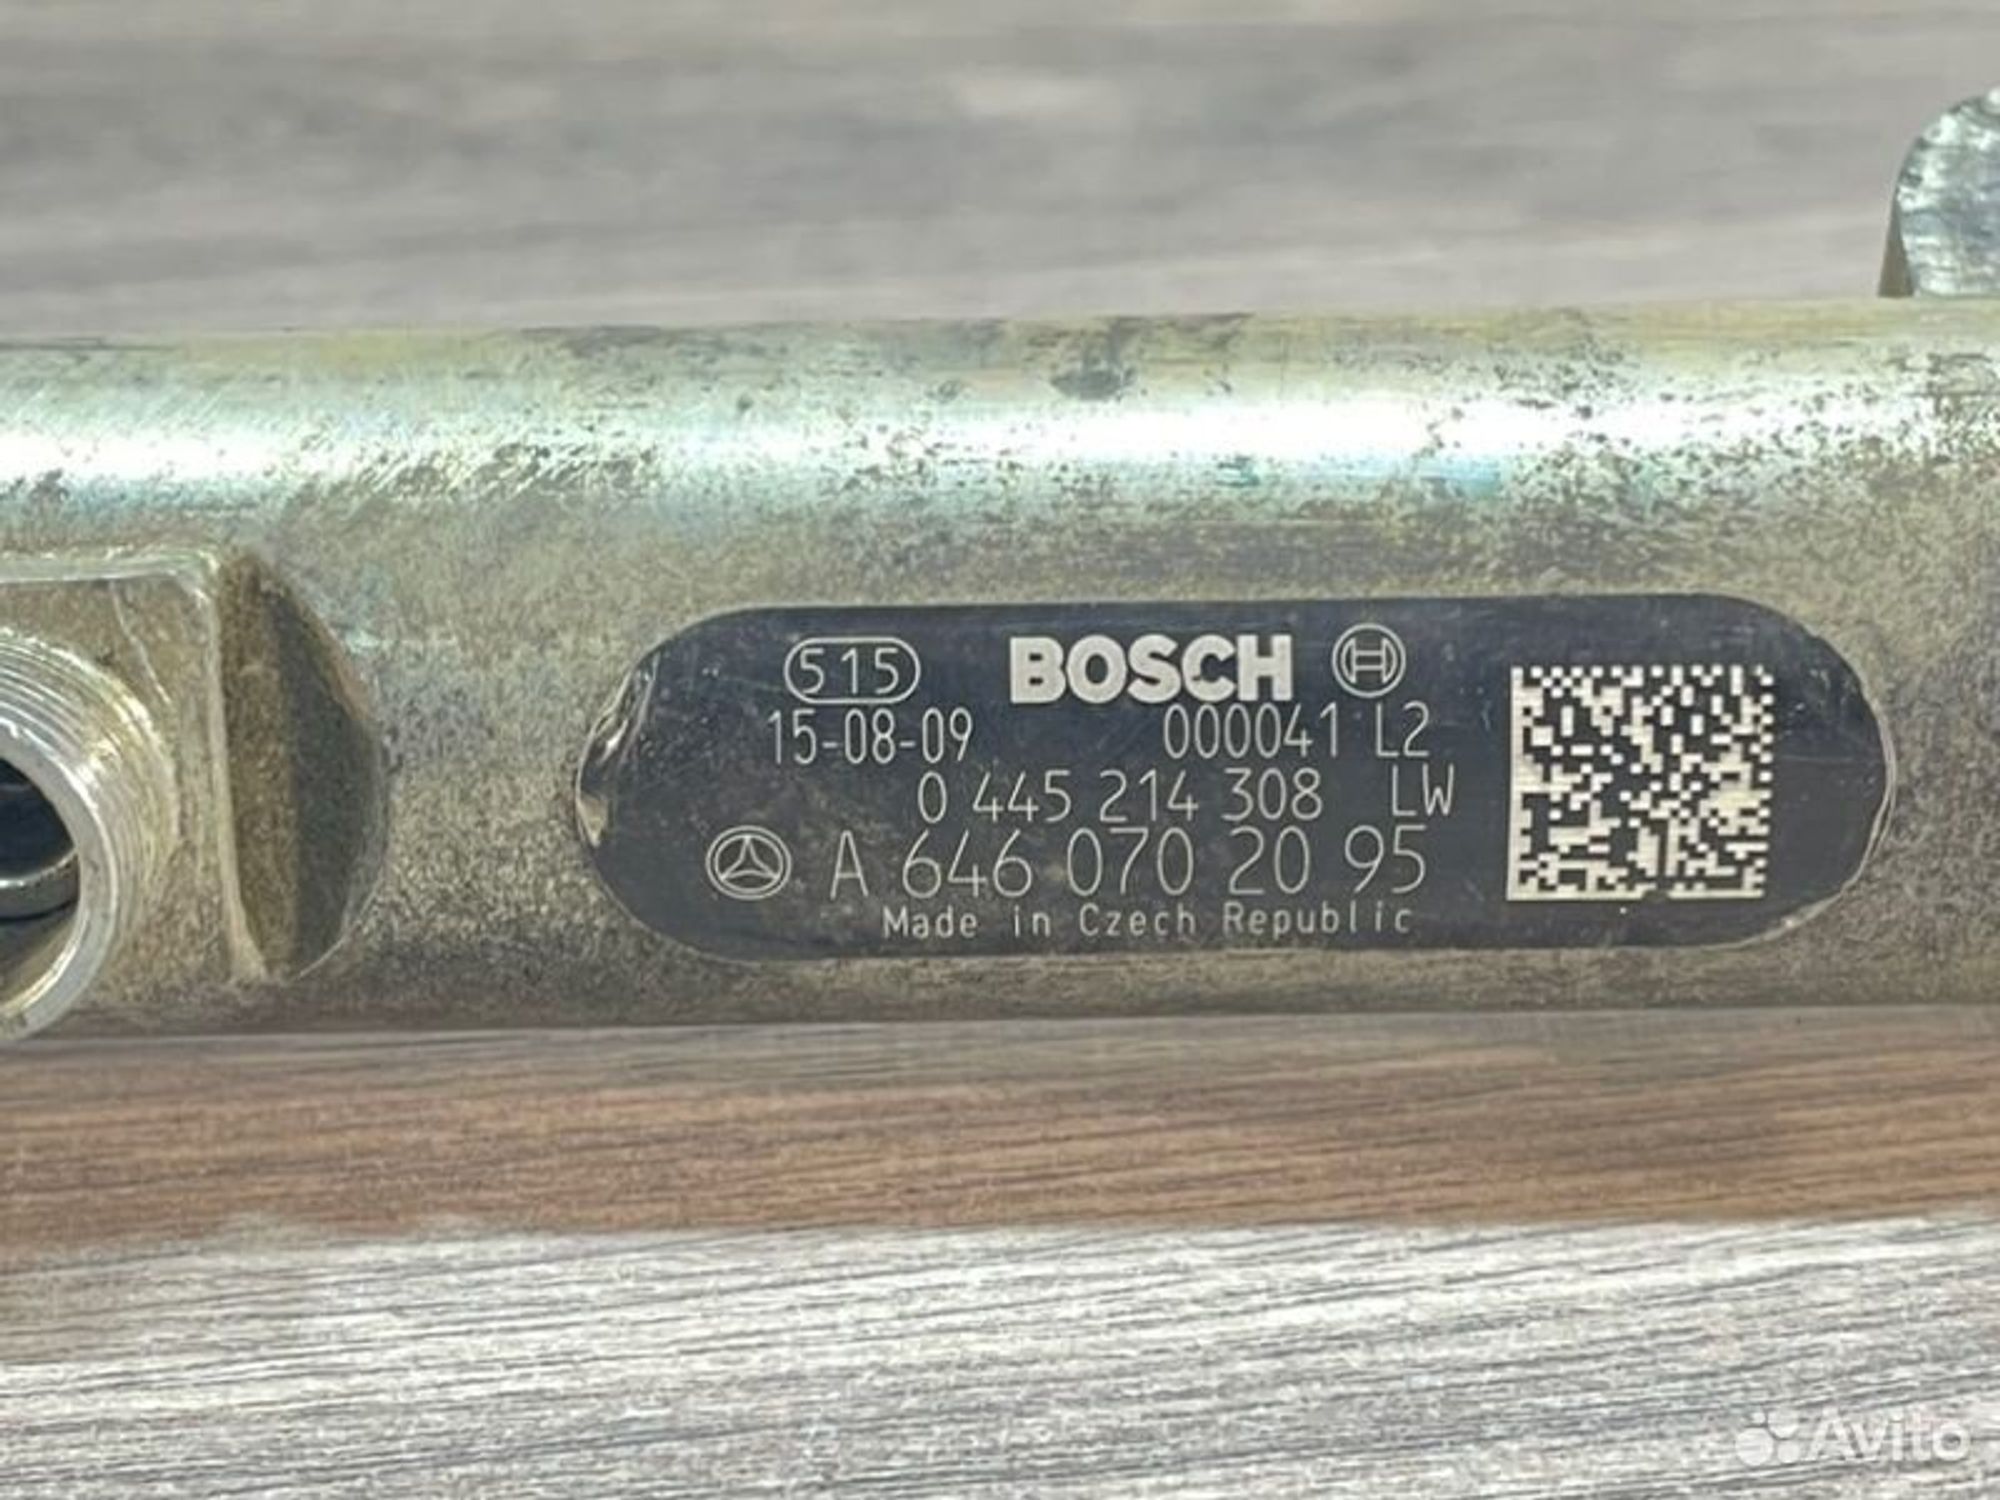 515 BOSCH
15-08-09 000041 L2
0 445 214 308 LW
A 646 070 20 95
Made in Czech Republic
Avito